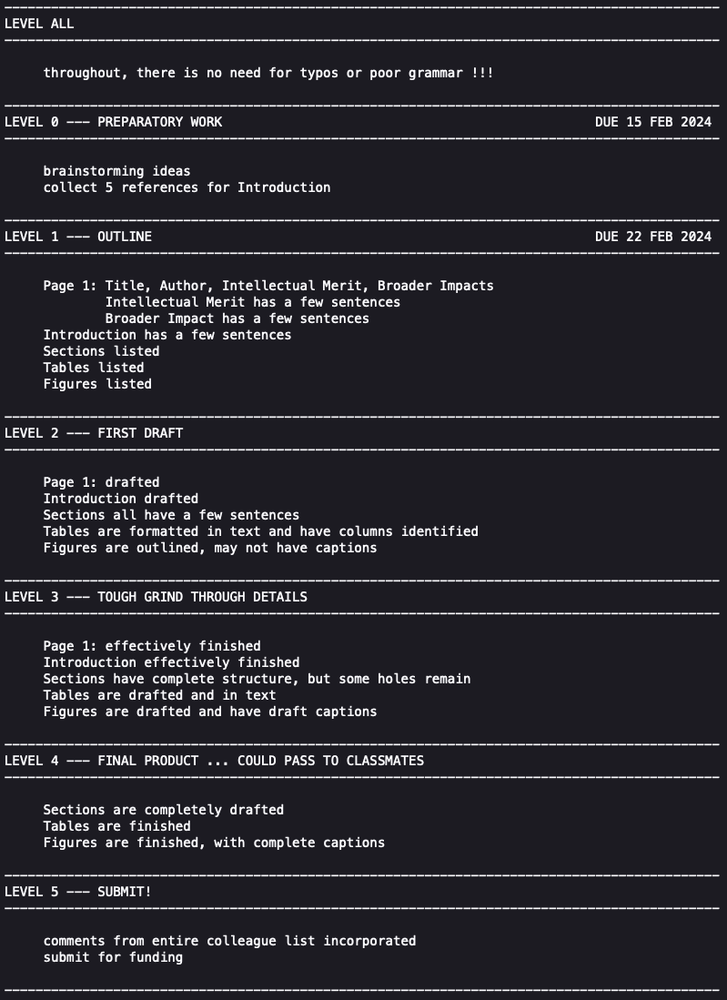 LEVEL ALL
throughout, there is no need for typos or poor grammar !!!
LEVEL 0 --- PREPARATORY WORK DUE 15 FEB 2024
brainstorming ideas
collect 5 references for Introduction
LEVEL 1 --- OUTLINE DUE 22 FEB 2024
Page 1: Title, Author, Intellectual Merit, Broader Impacts
Intellectual Merit has a few sentences
Broader Impact has a few sentences
Introduction has a few sentences
Sections listed
Tables listed
Figures listed
LEVEL 2 --- FIRST DRAFT
Page 1: drafted
Introduction drafted
Sections all have a few sentences
Tables are formatted in text and have columns identified
Figures are outlined, may not have captions
LEVEL 3 --- TOUGH GRIND THROUGH DETAILS
Page 1: effectively finished
Introduction effectively finished
Sections have complete structure, but some holes remain
Tables are drafted and in text
Figures are drafted and have draft captions
LEVEL 4 --- FINAL PRODUCT ... COULD PASS TO CLASSMATES
Sections are completely drafted
Tables are finished
Figures are finished, with complete captions
LEVEL 5 --- SUBMIT!
comments from entire colleague list incorporated
submit for funding